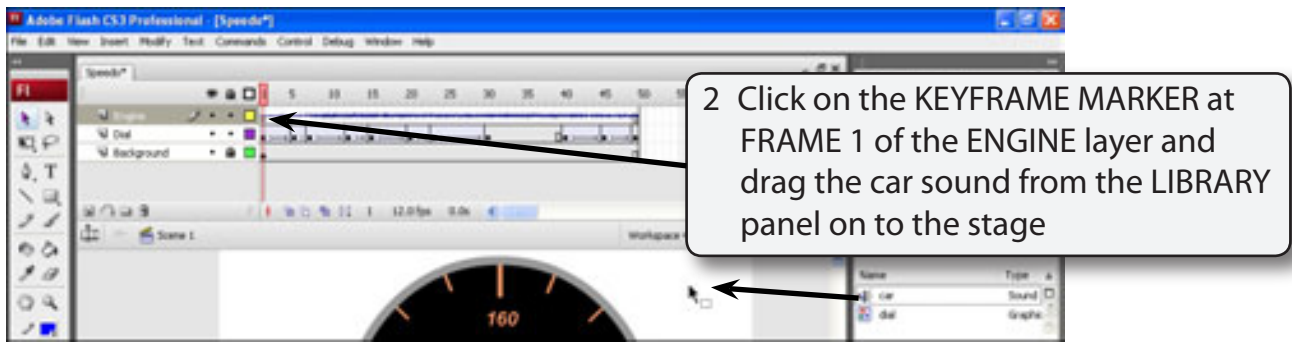 Adobe Flash CS3 Professional - [Speedo*]
File Edit View Insert Modify Text Commands Control Debug Window Help
Speedo*
Fl
5 10 15 20 25 30 35 40 45 50
Engine
Dial
Background
1 12.0 fps 0.0s
Scene 1
Workspace
2 Click on the KEYFRAME MARKER at
FRAME 1 of the ENGINE layer and
drag the car sound from the LIBRARY
panel on to the stage
Name Type
car Sound
dial Graphic
160